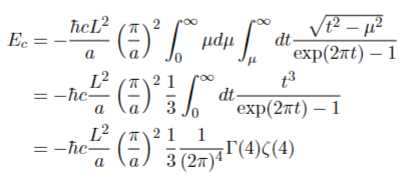 E_c = -\frac{\hbar c L^2}{a} \left(\frac{\pi}{a}\right)^2 \int_0^\infty \mu d\mu \int_\mu^\infty dt \frac{\sqrt{t^2 - \mu^2}}{\exp(2\pi t) - 1}
= -\hbar c \frac{L^2}{a} \left(\frac{\pi}{a}\right)^2 \frac{1}{3} \int_0^\infty dt \frac{t^3}{\exp(2\pi t) - 1}
= -\hbar c \frac{L^2}{a} \left(\frac{\pi}{a}\right)^2 \frac{1}{3} \frac{1}{(2\pi)^4} \Gamma(4) \zeta(4)